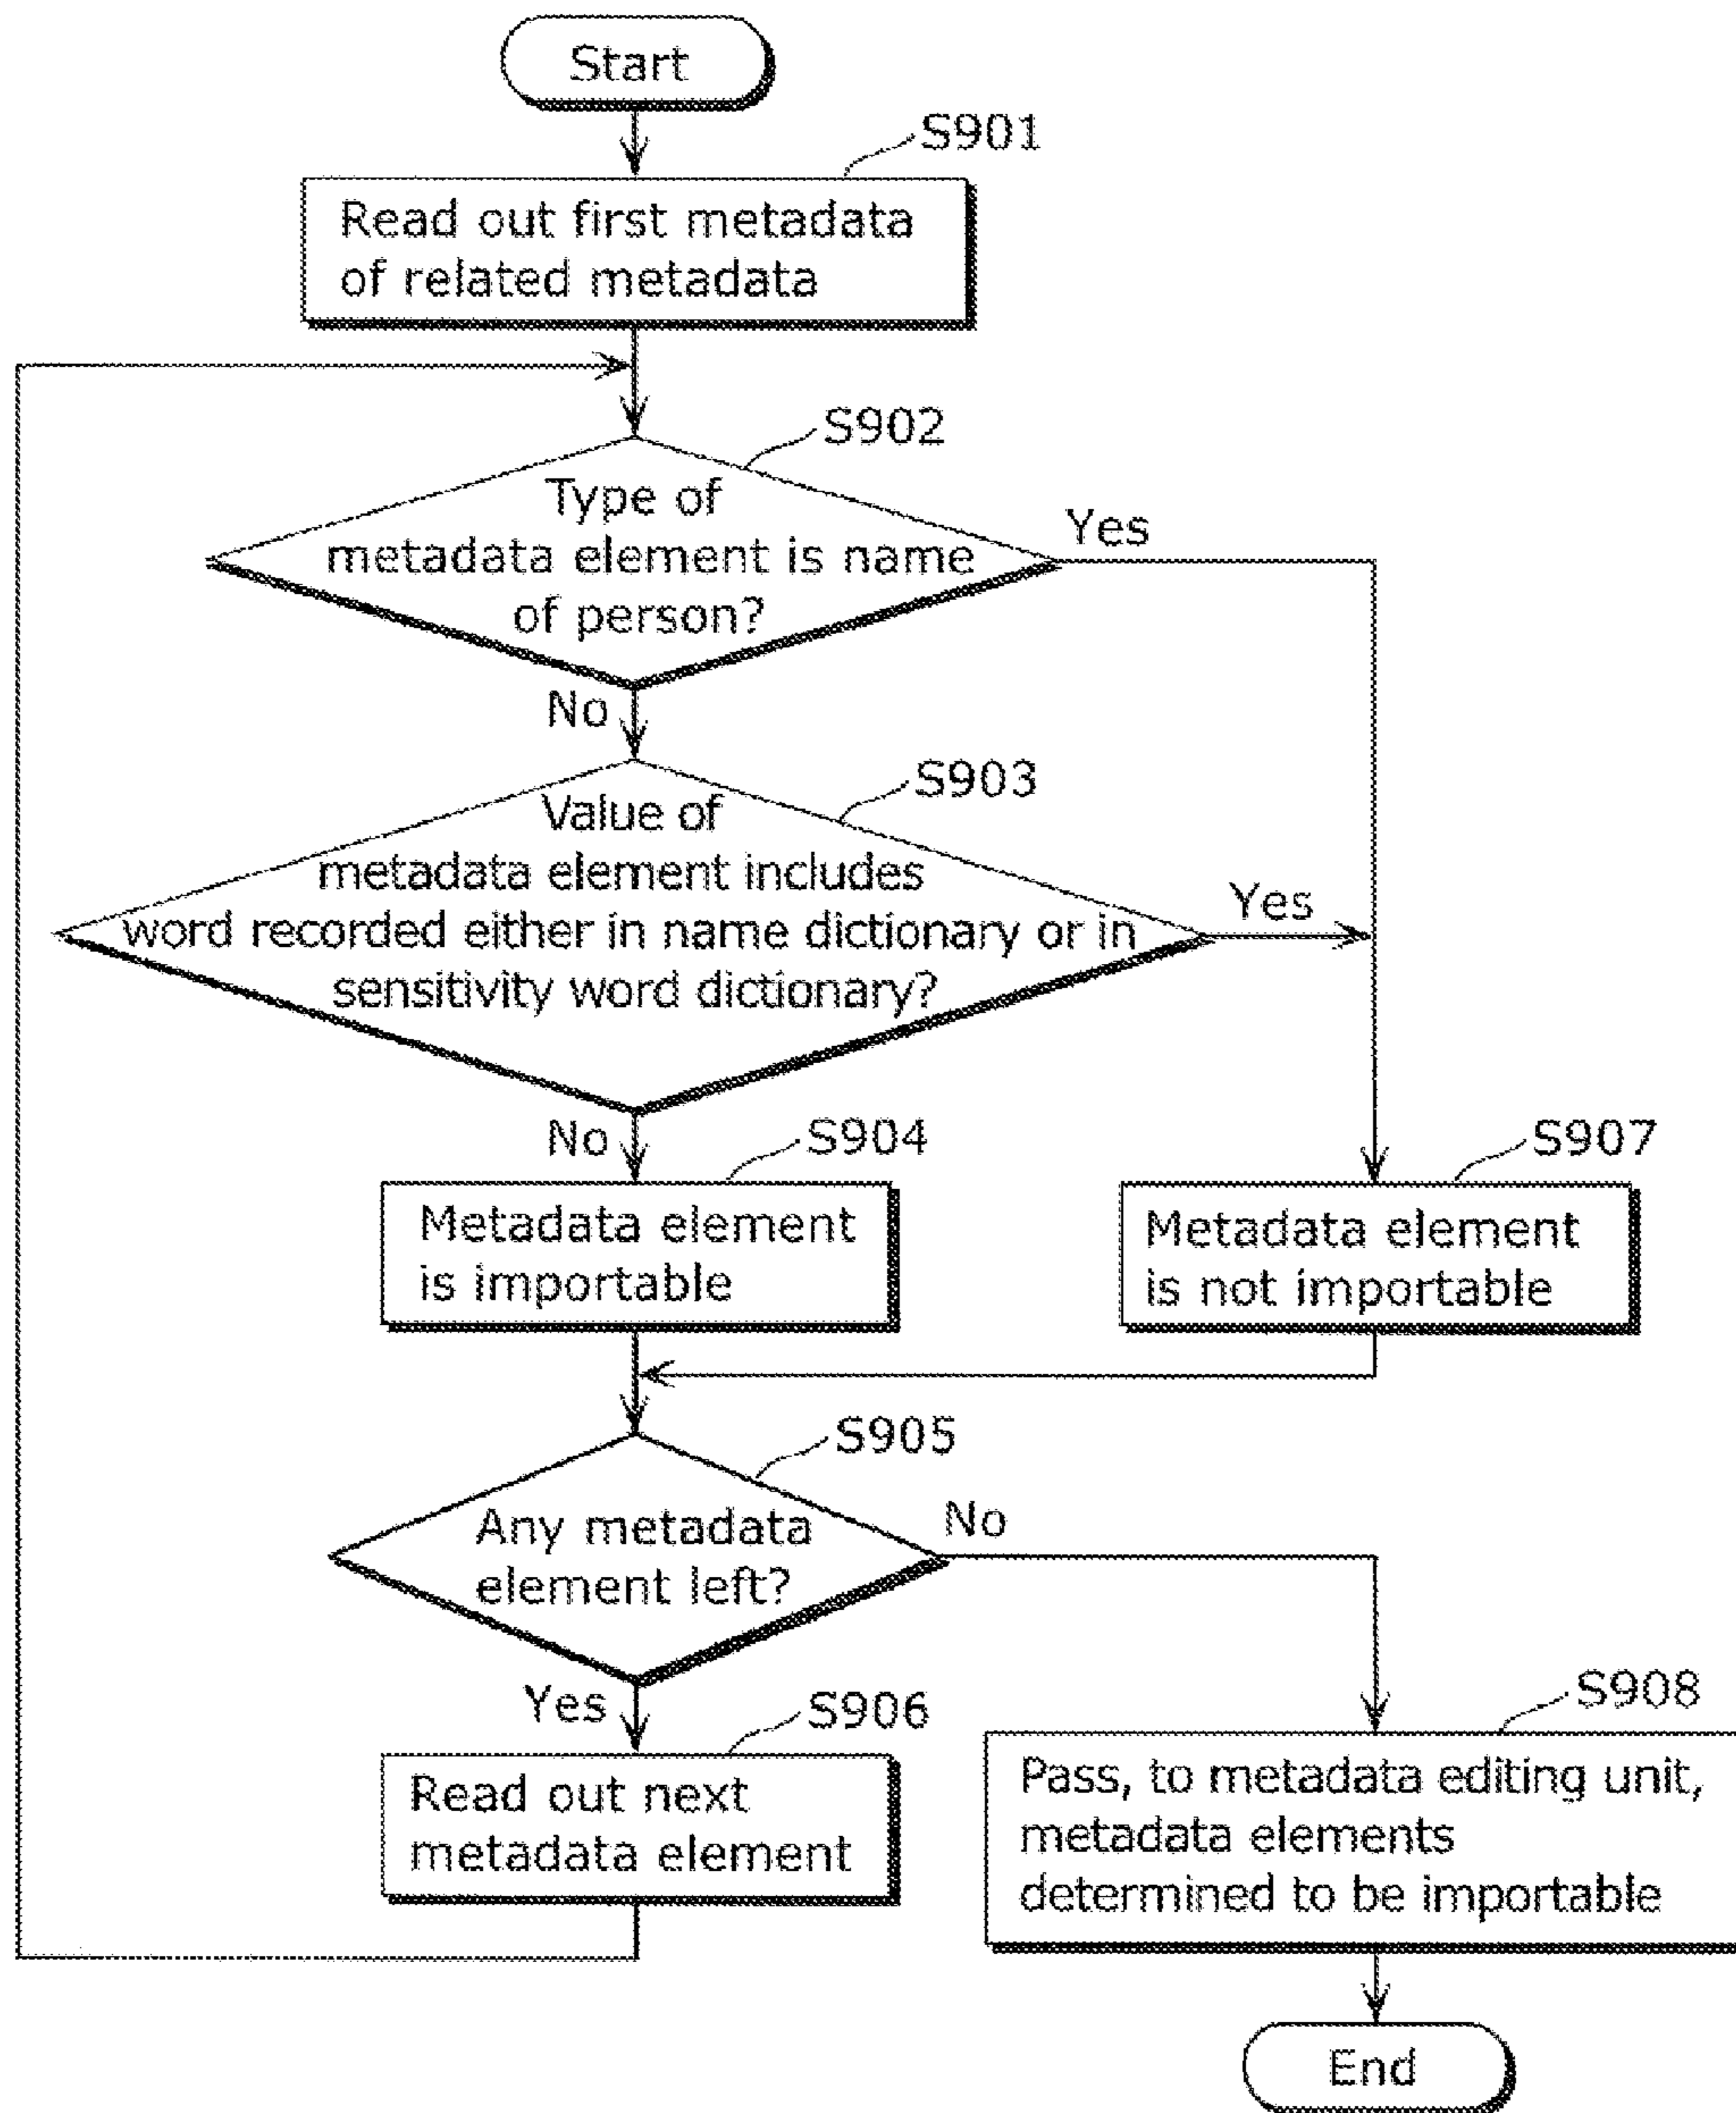 Start
S901
Read out first metadata
of related metadata
S902
Type of
metadata element is name
of person?
Yes
No
S903
Value of
metadata element includes
word recorded either in name dictionary or in
sensitivity word dictionary?
Yes
No
S904
Metadata element
is importable
S907
Metadata element
is not importable
S905
Any metadata
element left?
No
Yes
S906
Read out next
metadata element
S908
Pass, to metadata editing unit,
metadata elements
determined to be importable
End